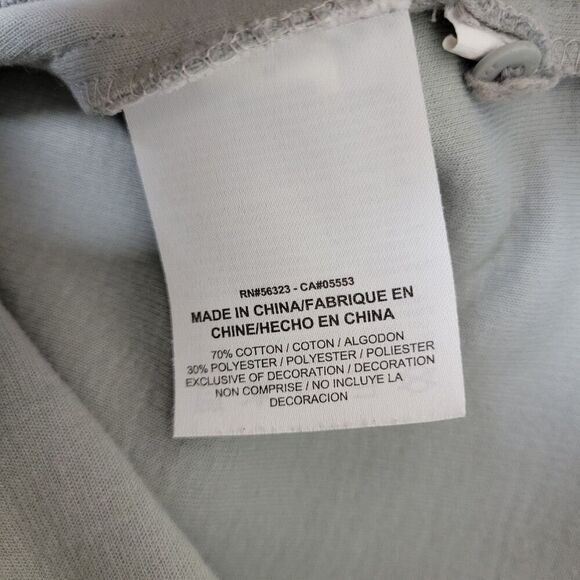 RN#56323 - CA#05553
MADE IN CHINA/FABRIQUE EN
CHINE/HECHO EN CHINA
70% COTTON / COTON / ALGODON
30% POLYESTER / POLYESTER / POLIESTER
EXCLUSIVE OF DECORATION / DECORATION
NON COMPRISE / NO INCLUYE LA
DECORACION